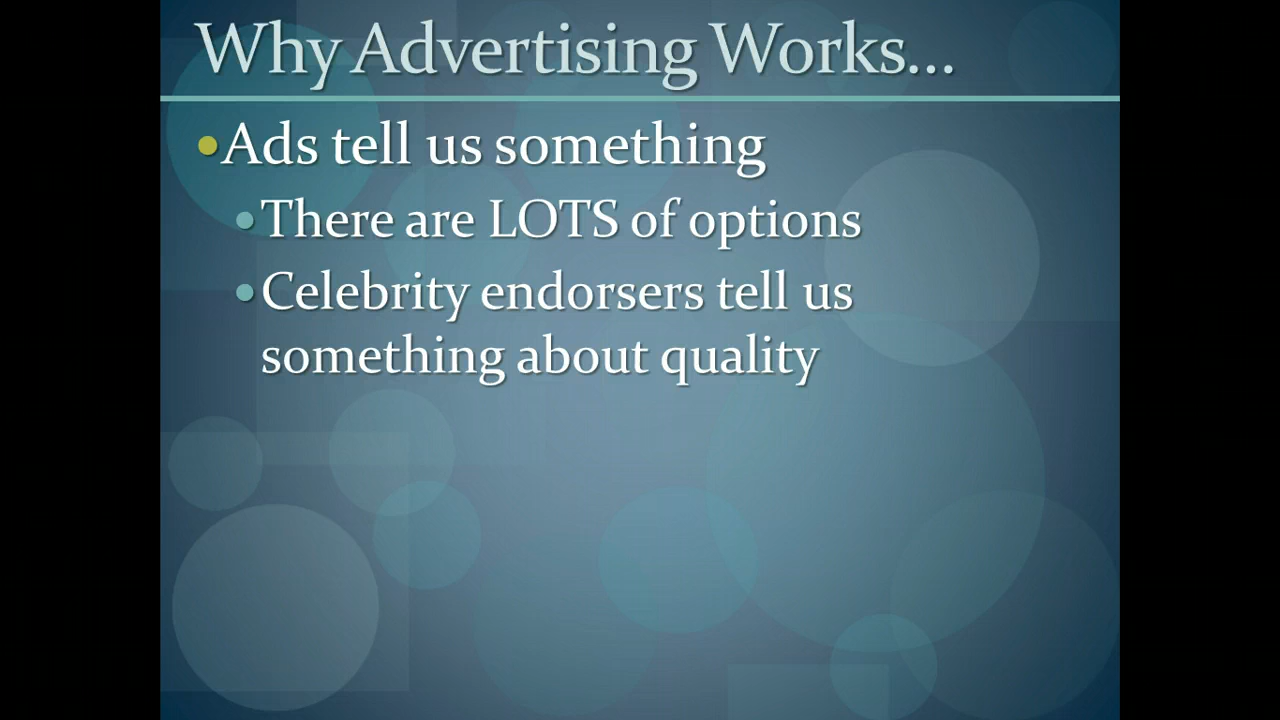 Why Advertising Works...
•Ads tell us something
•There are LOTS of options
•Celebrity endorsers tell us
something about quality